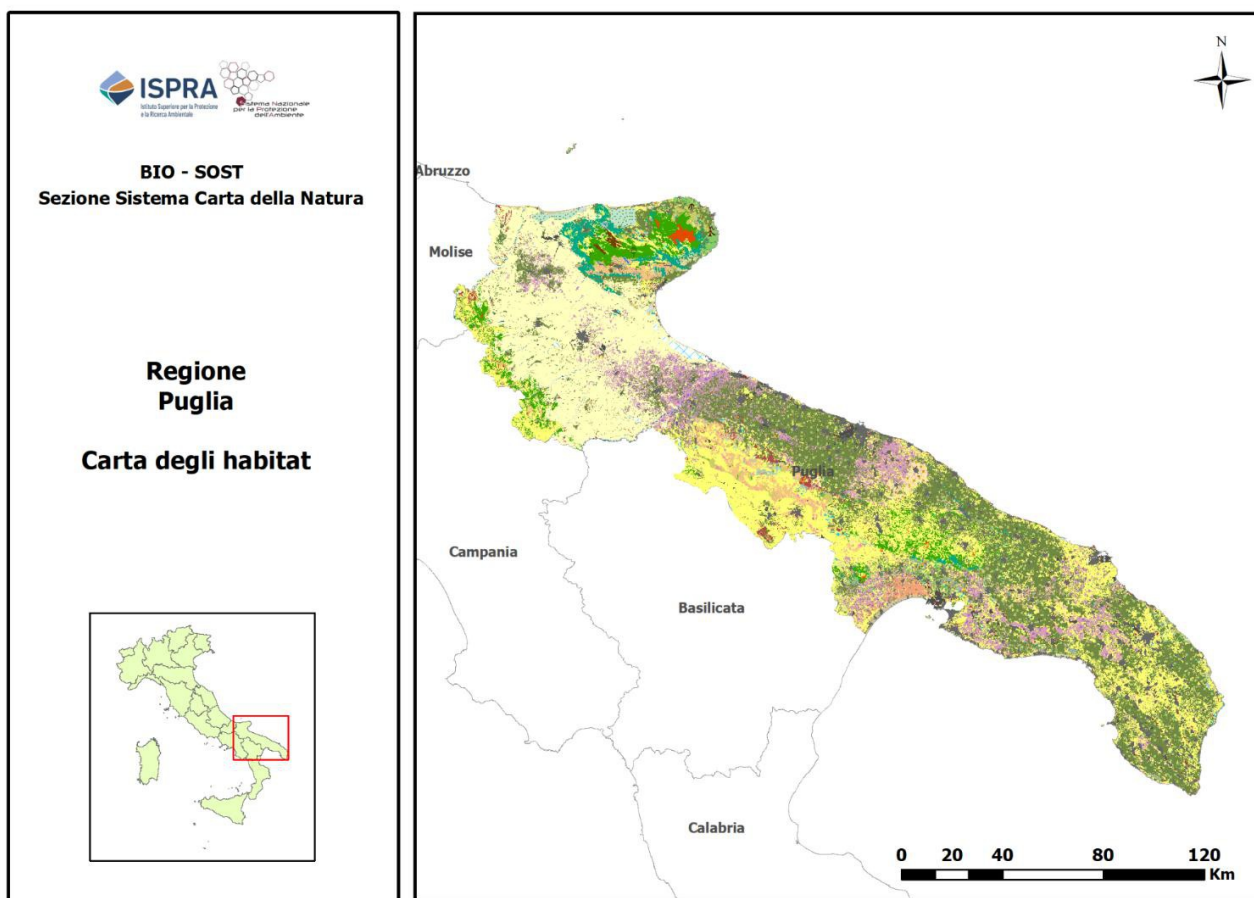 ISPRA
Istituto Superiore per la Protezione
e la Ricerca Ambientale
Sistema Nazionale
per la Protezione
dell'Ambiente
BIO - SOST
Sezione Sistema Carta della Natura
Regione
Puglia
Carta degli habitat
N
Abruzzo
Molise
Puglia
Campania
Basilicata
Calabria
0 20 40 80 120
Km